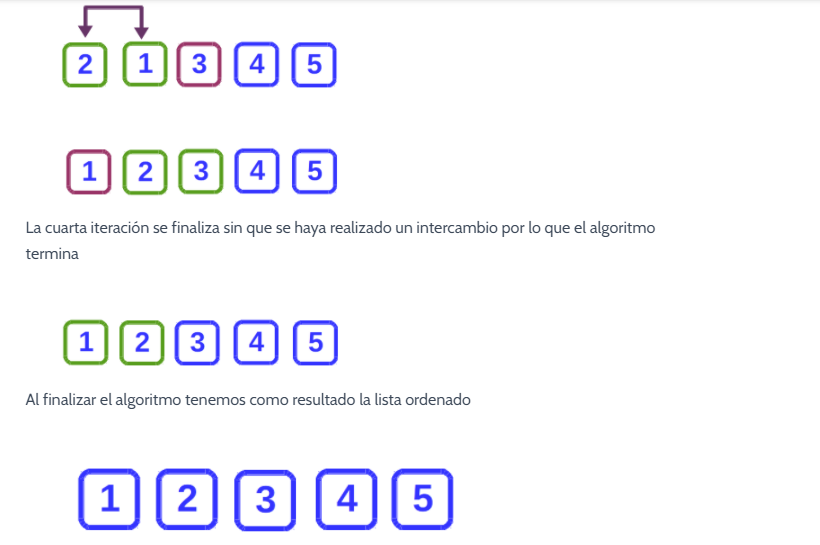 2 1 3 4 5
1 2 3 4 5
La cuarta iteración se finaliza sin que se haya realizado un intercambio por lo que el algoritmo
termina
1 2 3 4 5
Al finalizar el algoritmo tenemos como resultado la lista ordenado
1 2 3 4 5